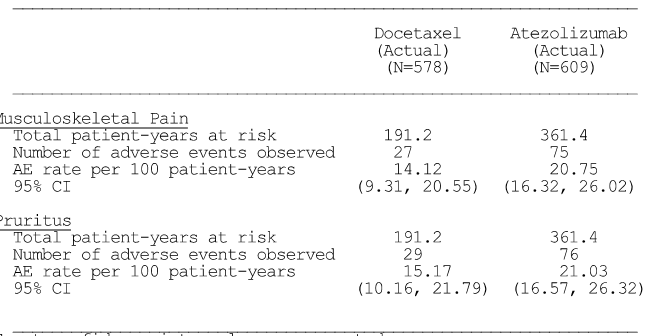 Docetaxel Atezolizumab
(Actual) (Actual)
(N=578) (N=609)
Musculoskeletal Pain
Total patient-years at risk 191.2 361.4
Number of adverse events observed 27 75
AE rate per 100 patient-years 14.12 20.75
95% CI (9.31, 20.55) (16.32, 26.02)
Pruritus
Total patient-years at risk 191.2 361.4
Number of adverse events observed 29 76
AE rate per 100 patient-years 15.17 21.03
95% CI (10.16, 21.79) (16.57, 26.32)